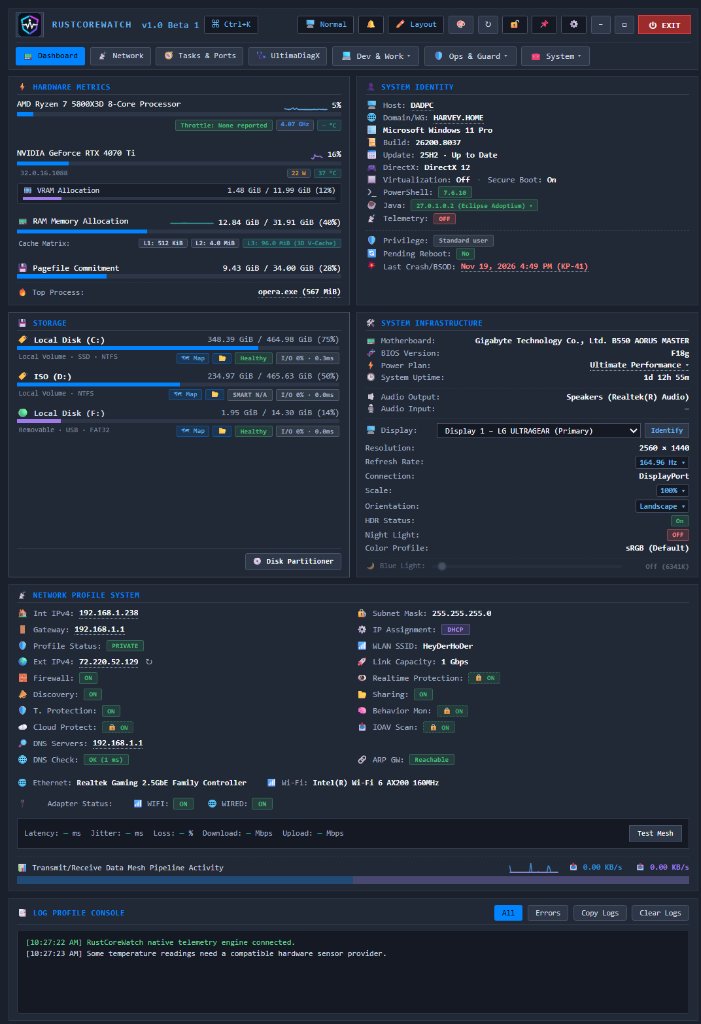 RUSTCOREWATCH v1.0 Beta 1 ⌘ Ctrl+K Normal Layout EXIT
Dashboard Network Tasks & Ports UltimaDiagX Dev & Work Ops & Guard System
HARDWARE METRICS
AMD Ryzen 7 5800X3D 8-Core Processor 5%
Throttle: None reported 4.07 GHz — °C
NVIDIA GeForce RTX 4070 Ti 16%
32.0.16.1088 22 W 37 °C
VRAM Allocation 1.48 GiB / 11.99 GiB (12%)
RAM Memory Allocation 12.84 GiB / 31.91 GiB (40%)
Cache Matrix: L1: 512 KiB L2: 4.0 MiB L3: 96.0 MiB (3D V-Cache)
Pagefile Commitment 9.43 GiB / 34.00 GiB (28%)
Top Process: opera.exe (567 MiB)
SYSTEM IDENTITY
Host: DADPC
Domain/WG: HARVEY.HOME
Microsoft Windows 11 Pro
Build: 26200.8037
Update: 25H2 · Up to Date
DirectX: DirectX 12
Virtualization: Off · Secure Boot: On
PowerShell: 7.6.10
Java: 27.0.1.0.2 (Eclipse Adoptium)
Telemetry: OFF
Privilege: Standard user
Pending Reboot: No
Last Crash/BSOD: Nov 19, 2026 4:49 PM (KP-41)
STORAGE
Local Disk (C:) 348.39 GiB / 464.98 GiB (75%)
Local Volume · SSD · NTFS Map Healthy I/O 0% · 0.3ms
ISO (D:) 234.97 GiB / 465.63 GiB (50%)
Local Volume · NTFS Map SMART N/A I/O 0% · 0.0ms
Local Disk (F:) 1.95 GiB / 14.30 GiB (14%)
Removable · USB · FAT32 Map Healthy I/O 0% · 0.0ms
Disk Partitioner
SYSTEM INFRASTRUCTURE
Motherboard: Gigabyte Technology Co., Ltd. B550 AORUS MASTER
BIOS Version: F18g
Power Plan: Ultimate Performance
System Uptime: 1d 12h 55m
Audio Output: Speakers (Realtek(R) Audio)
Audio Input: —
Display: Display 1 — LG ULTRAGEAR (Primary) Identify
Resolution: 2560 × 1440
Refresh Rate: 164.96 Hz
Connection: DisplayPort
Scale: 100%
Orientation: Landscape
HDR Status: On
Night Light: OFF
Color Profile: sRGB (Default)
Blue Light: Off (6341K)
NETWORK PROFILE SYSTEM
Int IPv4: 192.168.1.238
Gateway: 192.168.1.1
Profile Status: PRIVATE
Ext IPv4: 72.220.52.129
Firewall: ON
Discovery: ON
T. Protection: ON
Cloud Protect: ON
DNS Servers: 192.168.1.1
DNS Check: OK (1 ms)
Subnet Mask: 255.255.255.0
IP Assignment: DHCP
WLAN SSID: HeyDerHoDer
Link Capacity: 1 Gbps
Realtime Protection: ON
Sharing: ON
Behavior Mon: ON
IOAV Scan: ON
ARP GW: Reachable
Ethernet: Realtek Gaming 2.5GbE Family Controller Wi-Fi: Intel(R) Wi-Fi 6 AX200 160MHz
Adapter Status: WIFI: ON WIRED: ON
Latency: — ms Jitter: — ms Loss: — % Download: — Mbps Upload: — Mbps Test Mesh
Transmit/Receive Data Mesh Pipeline Activity 0.00 KB/s 0.00 KB/s
LOG PROFILE CONSOLE All Errors Copy Logs Clear Logs
[10:27:22 AM] RustCoreWatch native telemetry engine connected.
[10:27:23 AM] Some temperature readings need a compatible hardware sensor provider.